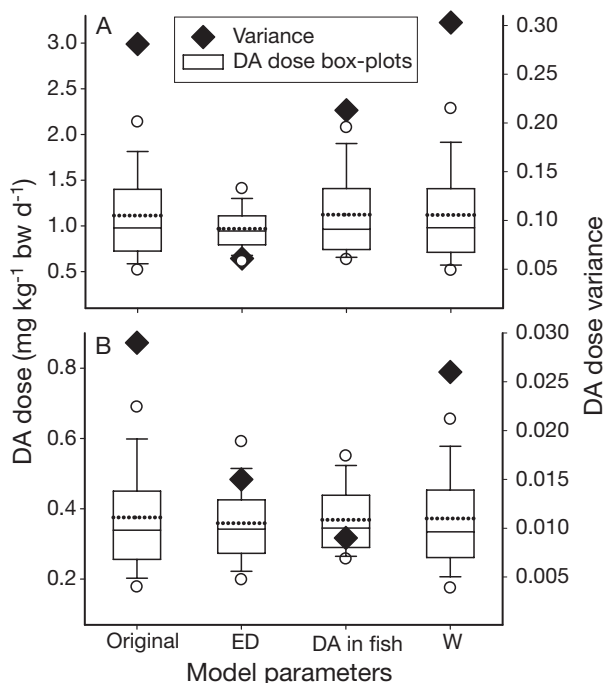 A
Variance
DA dose box-plots
3.0
2.5
2.0
1.5
1.0
0.5
0.30
0.25
0.20
0.15
0.10
0.05
B
0.8
0.6
0.4
0.2
0.030
0.025
0.020
0.015
0.010
0.005
DA dose (mg kg⁻¹ bw d⁻¹)
DA dose variance
Original ED DA in fish W
Model parameters